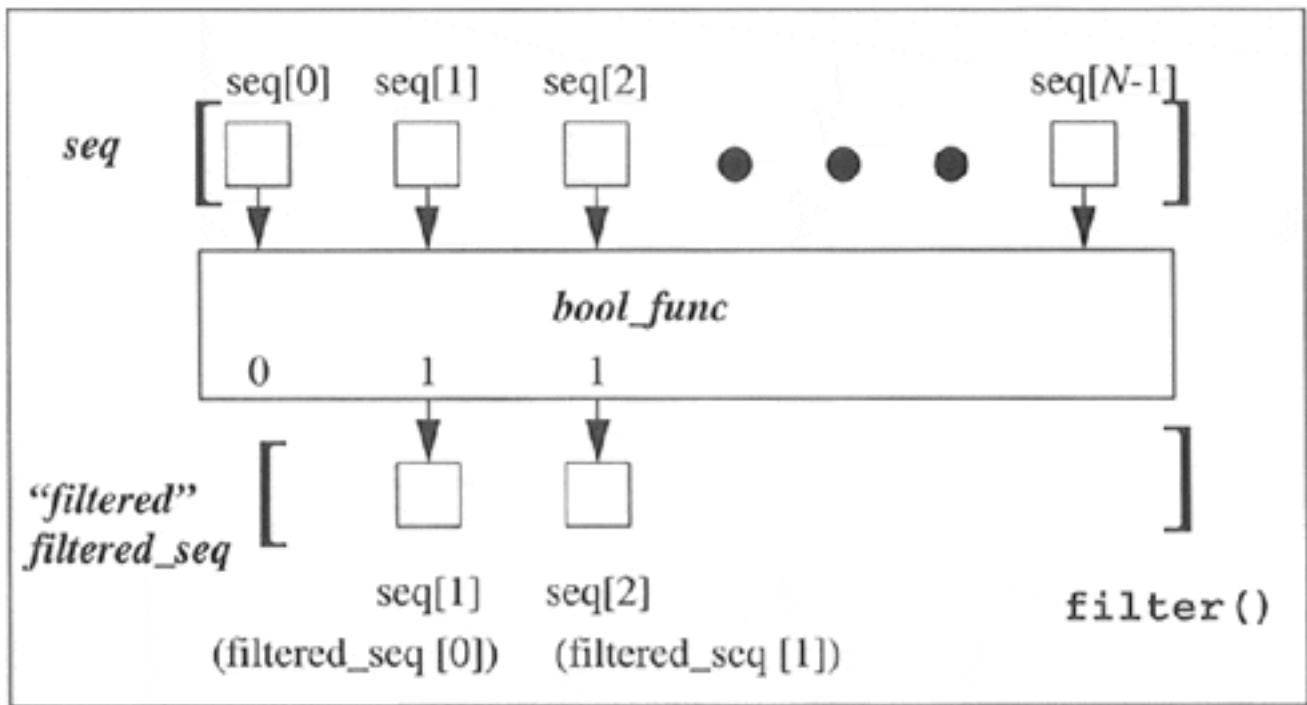 seq[0] seq[1] seq[2] seq[N-1]
seq
bool_func
0 1 1
"filtered"
filtered_seq
seq[1] seq[2]
filter()
(filtered_seq [0]) (filtered_seq [1])